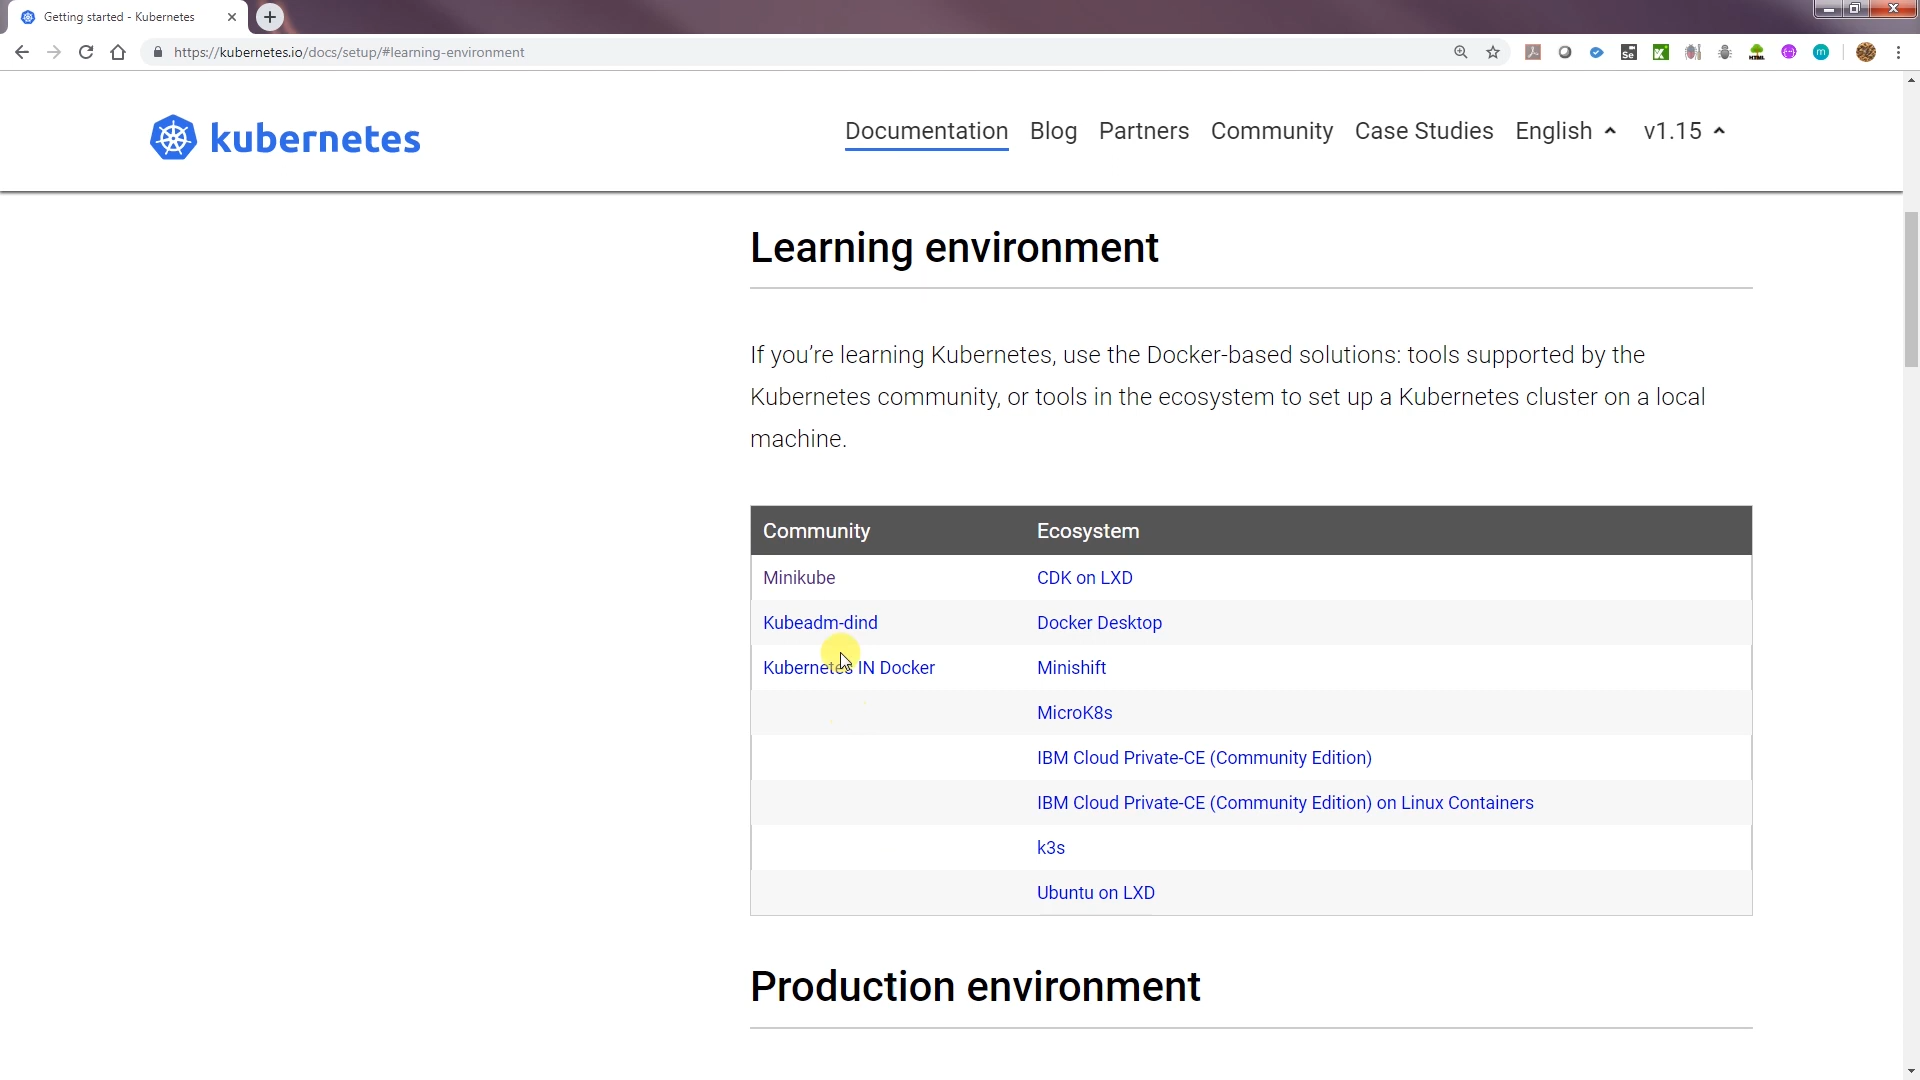 Getting started - Kubernetes
https://kubernetes.io/docs/setup/#learning-environment
kubernetes
Documentation Blog Partners Community Case Studies English v1.15
Learning environment
If you’re learning Kubernetes, use the Docker-based solutions: tools supported by the
Kubernetes community, or tools in the ecosystem to set up a Kubernetes cluster on a local
machine.
Community Ecosystem
Minikube CDK on LXD
Kubeadm-dind Docker Desktop
Kubernetes IN Docker Minishift
MicroK8s
IBM Cloud Private-CE (Community Edition)
IBM Cloud Private-CE (Community Edition) on Linux Containers
k3s
Ubuntu on LXD
Production environment